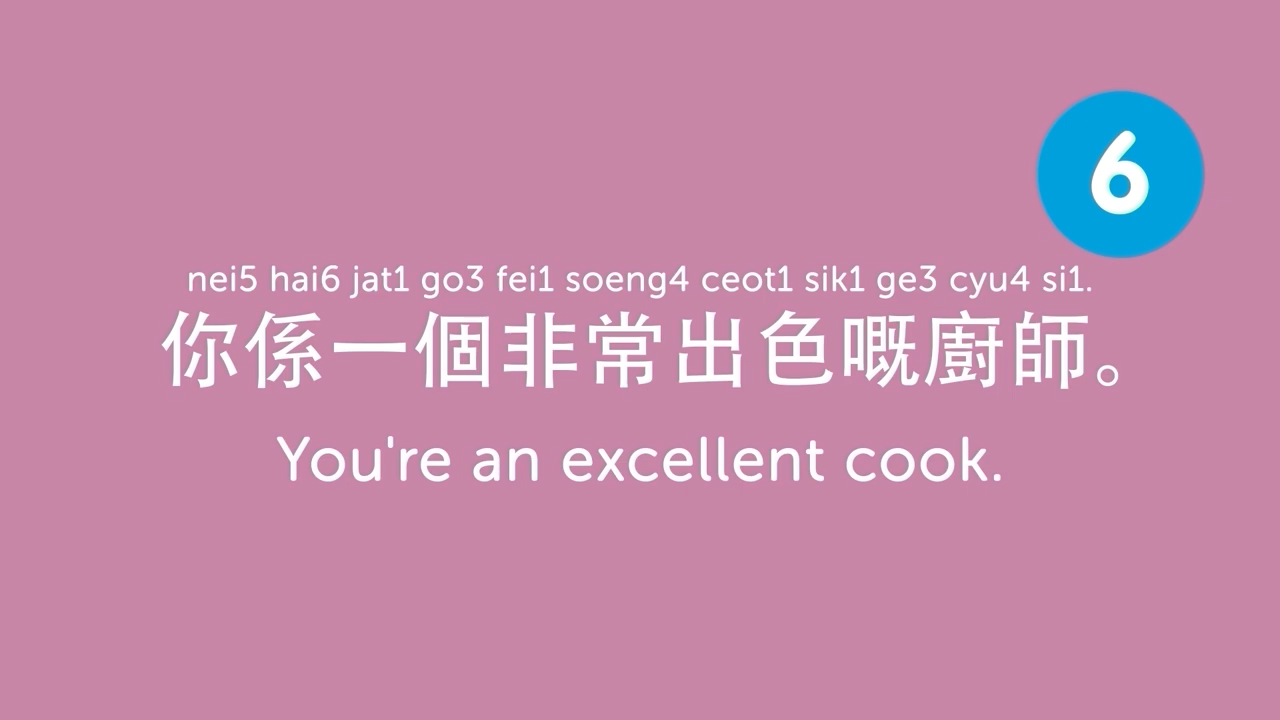 6
nei5 hai6 jat1 go3 fei1 soeng4 ceot1 sik1 ge3 cyu4 si1.
你係一個非常出色嘅廚師。
You're an excellent cook.